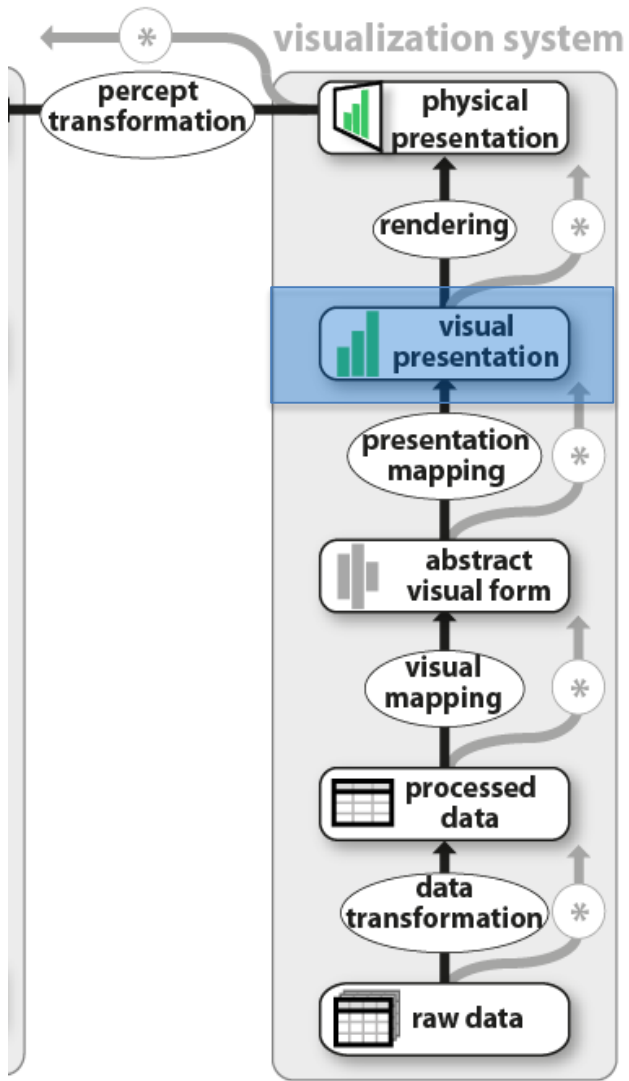 *
visualization system
percept
transformation
physical
presentation
rendering
*
visual
presentation
presentation
mapping
*
abstract
visual form
visual
mapping
*
processed
data
data
transformation
*
raw data